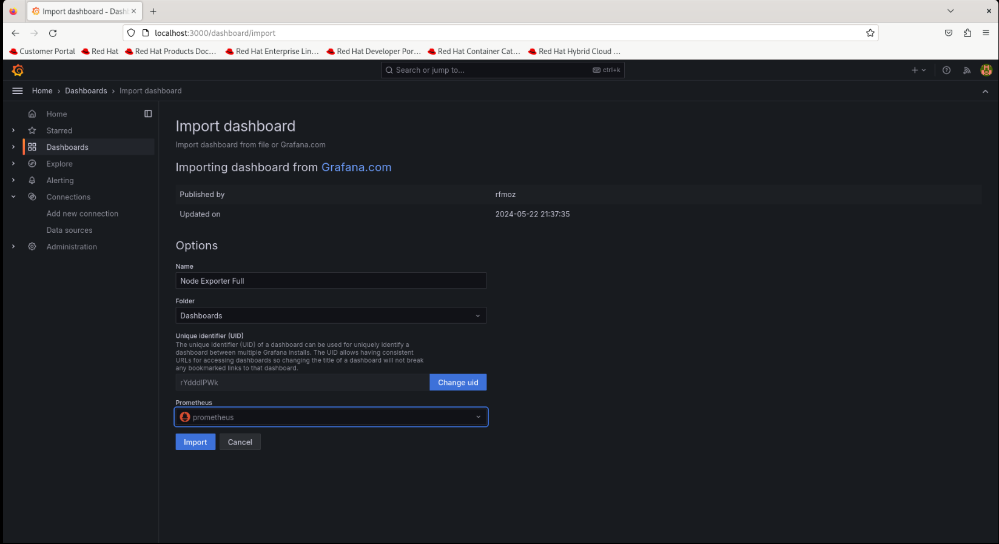 Import dashboard - Dash
localhost:3000/dashboard/import
Customer Portal Red Hat Red Hat Products Doc... Red Hat Enterprise Lin... Red Hat Developer Por... Red Hat Container Cat... Red Hat Hybrid Cloud ...
Search or jump to... ctrl+k
Home › Dashboards › Import dashboard
Home
Starred
Dashboards
Explore
Alerting
Connections
Add new connection
Data sources
Administration
Import dashboard
Import dashboard from file or Grafana.com
Importing dashboard from Grafana.com
Published by rfmoz
Updated on 2024-05-22 21:37:35
Options
Name
Node Exporter Full
Folder
Dashboards
Unique identifier (UID)
The unique identifier (UID) of a dashboard can be used for uniquely identify a
dashboard between multiple Grafana installs. The UID allows having consistent
URLs for accessing dashboards so changing the title of a dashboard will not break
any bookmarked links to that dashboard.
rYdddlPWk Change uid
Prometheus
prometheus
Import Cancel